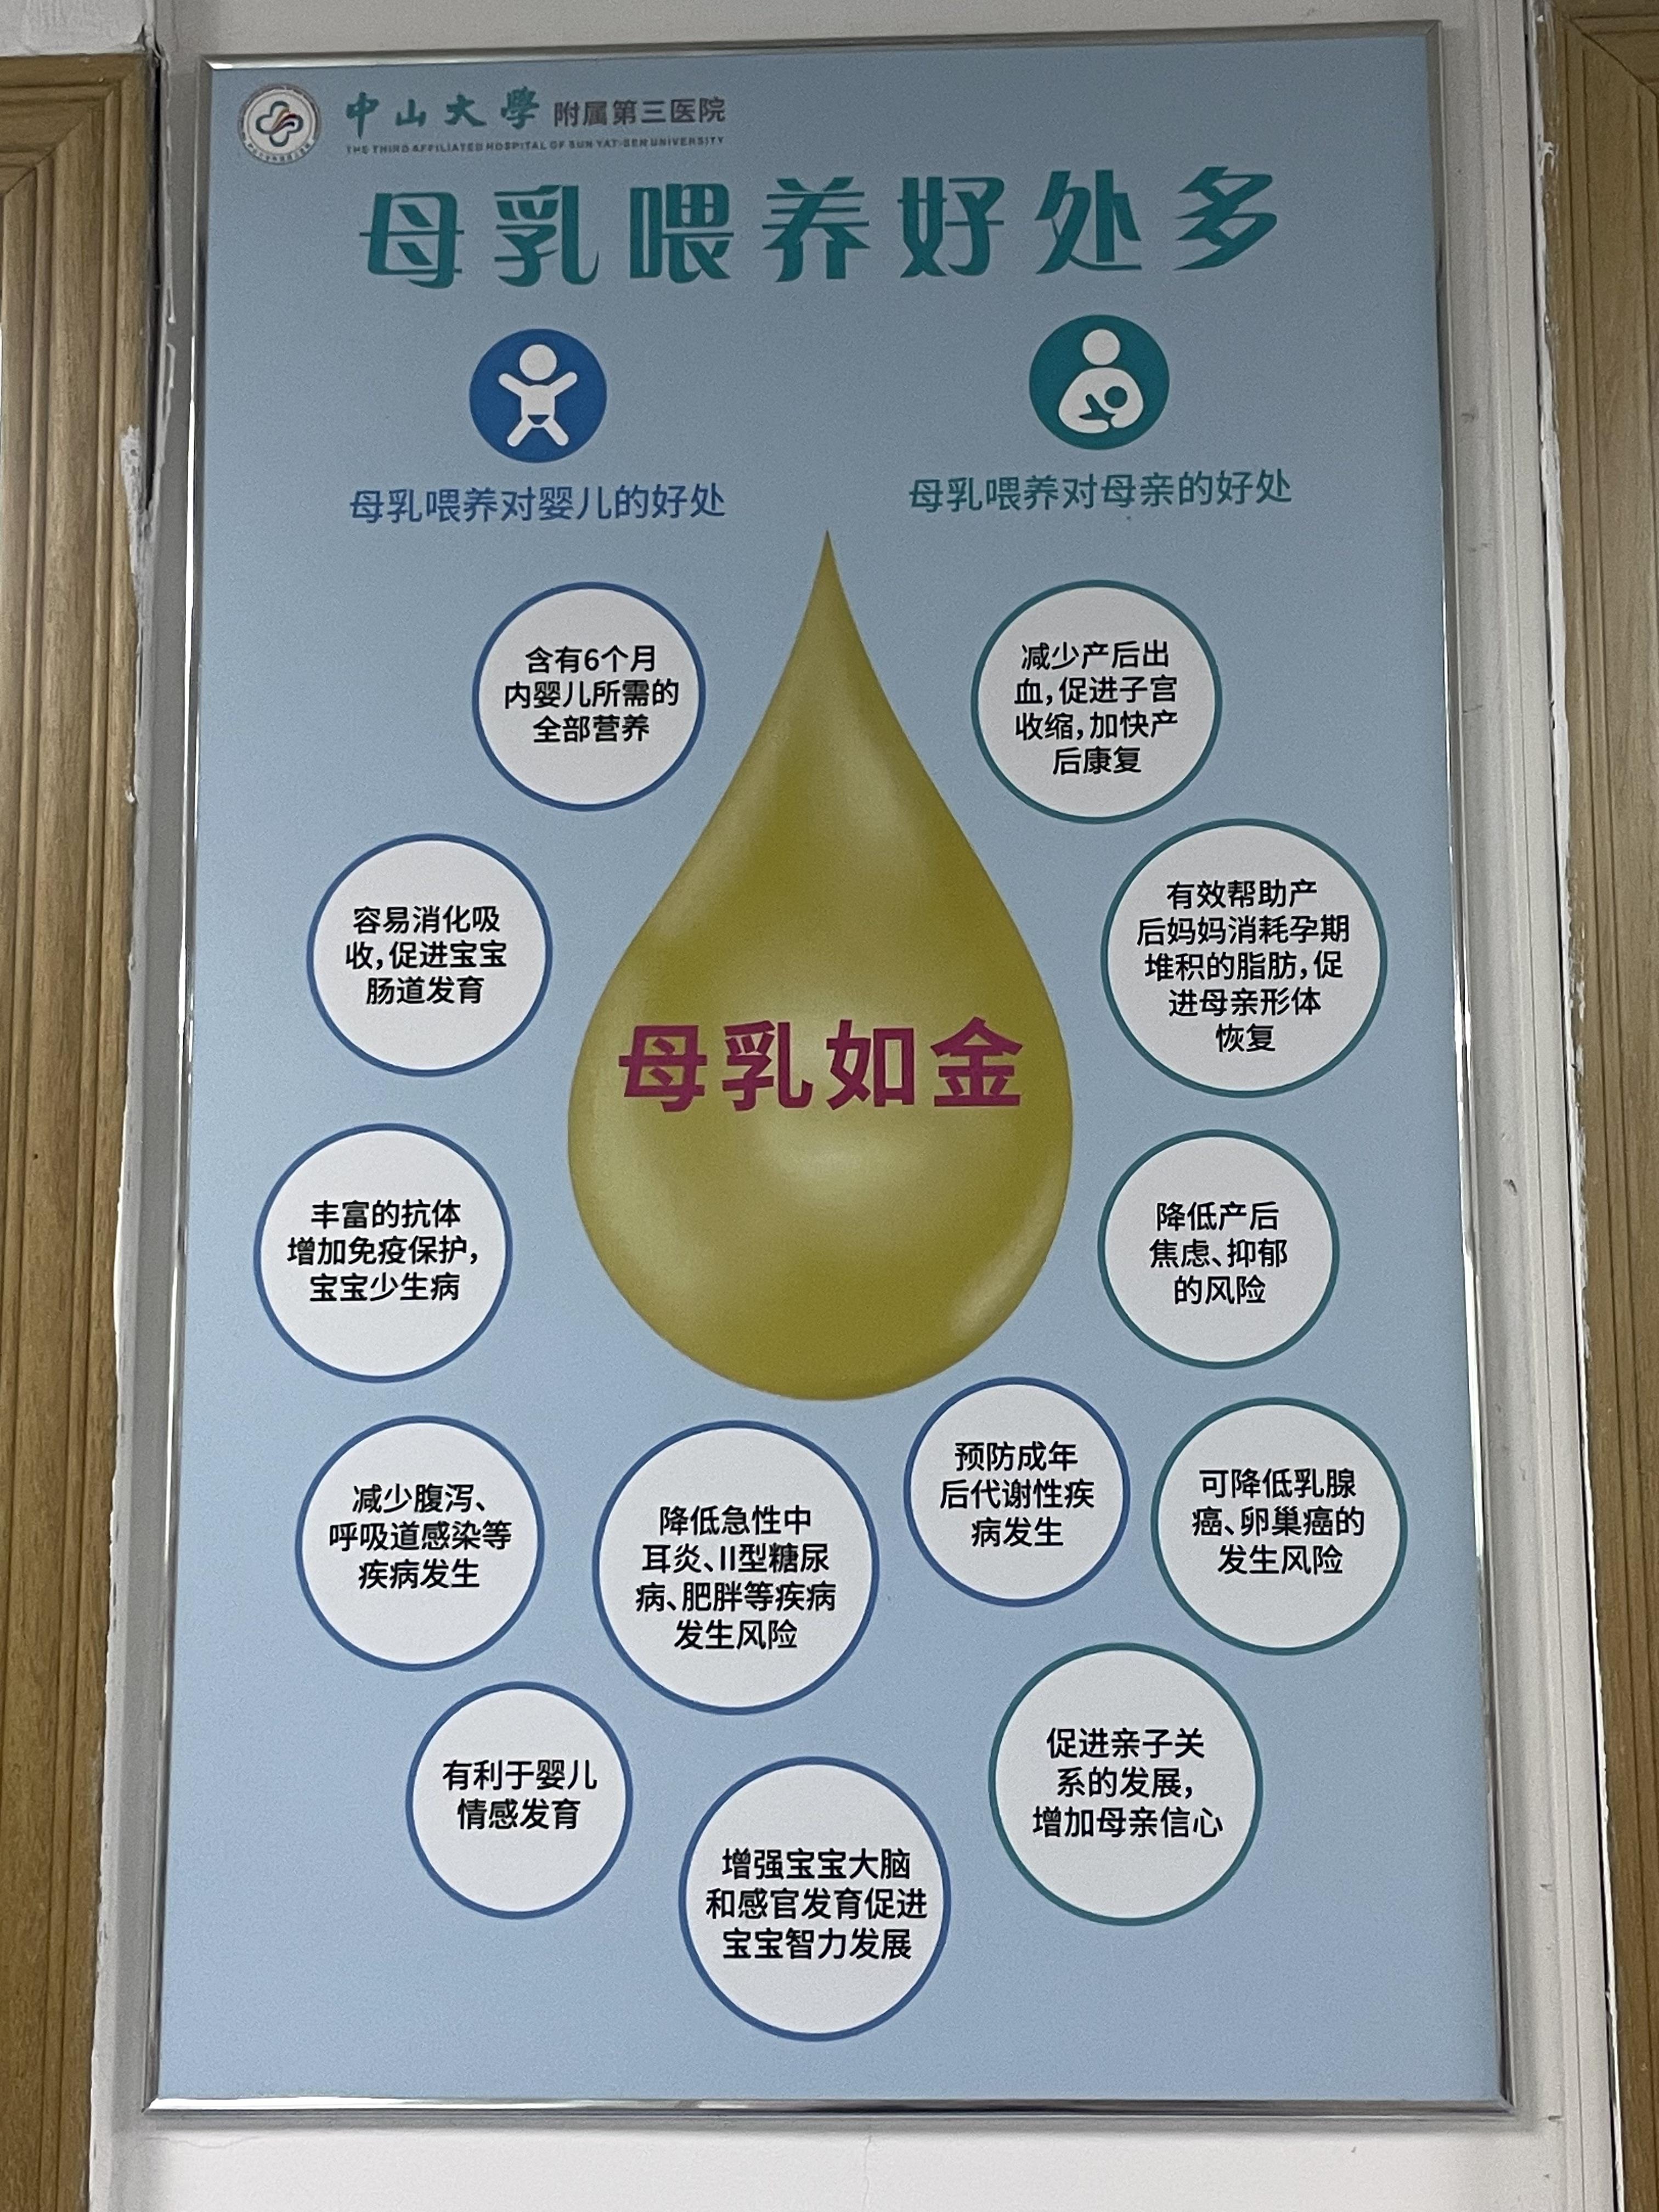 中山大學 附属第三医院
THE THIRD AFFILIATED HOSPITAL OF SUN YAT-SEN UNIVERSITY
母乳喂养好处多
母乳喂养对婴儿的好处
母乳喂养对母亲的好处
含有6个月
内婴儿所需的
全部营养
减少产后出
血,促进子宫
收缩,加快产
后康复
容易消化吸
收,促进宝宝
肠道发育
有效帮助产
后妈妈消耗孕期
堆积的脂肪,促
进母亲形体
恢复
母乳如金
丰富的抗体
增加免疫保护,
宝宝少生病
降低产后
焦虑、抑郁
的风险
减少腹泻、
呼吸道感染等
疾病发生
降低急性中
耳炎、II型糖尿
病、肥胖等疾病
发生风险
预防成年
后代谢性疾
病发生
可降低乳腺
癌、卵巢癌的
发生风险
有利于婴儿
情感发育
增强宝宝大脑
和感官发育促进
宝宝智力发展
促进亲子关
系的发展,
增加母亲信心